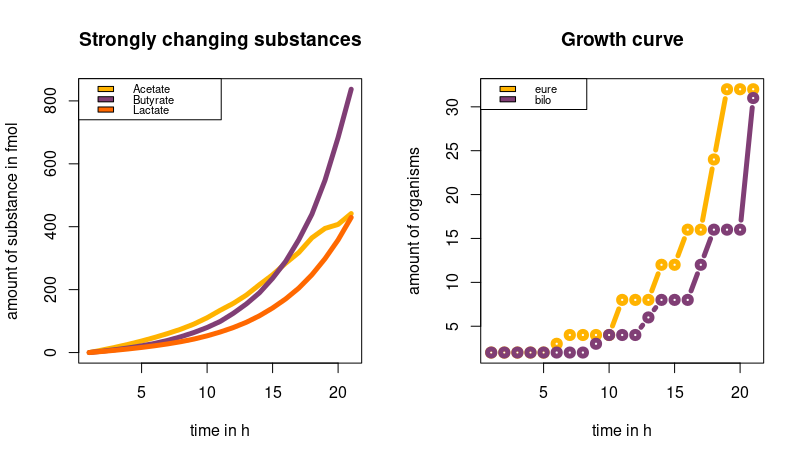 Strongly changing substances
Acetate
Butyrate
Lactate
amount of substance in fmol
0
200
400
600
800
5
10
15
20
time in h
Growth curve
eure
bilo
amount of organisms
5
10
15
20
25
30
5
10
15
20
time in h